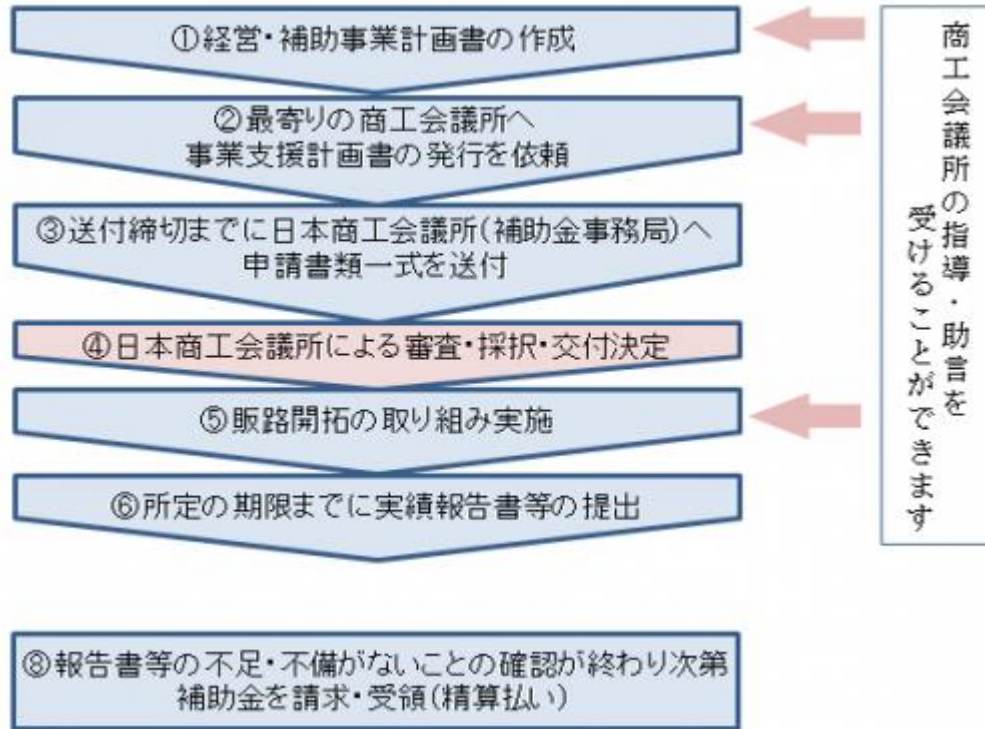 ①経営・補助事業計画書の作成
②最寄りの商工会議所へ
事業支援計画書の発行を依頼
③送付締切までに日本商工会議所(補助金事務局)へ
申請書類一式を送付
④日本商工会議所による審査・採択・交付決定
⑤販路開拓の取り組み実施
⑥所定の期限までに実績報告書等の提出
⑧報告書等の不足・不備がないことの確認が終わり次第
補助金を請求・受領(精算払い)
商工会議所の指導・助言を
受けることができます